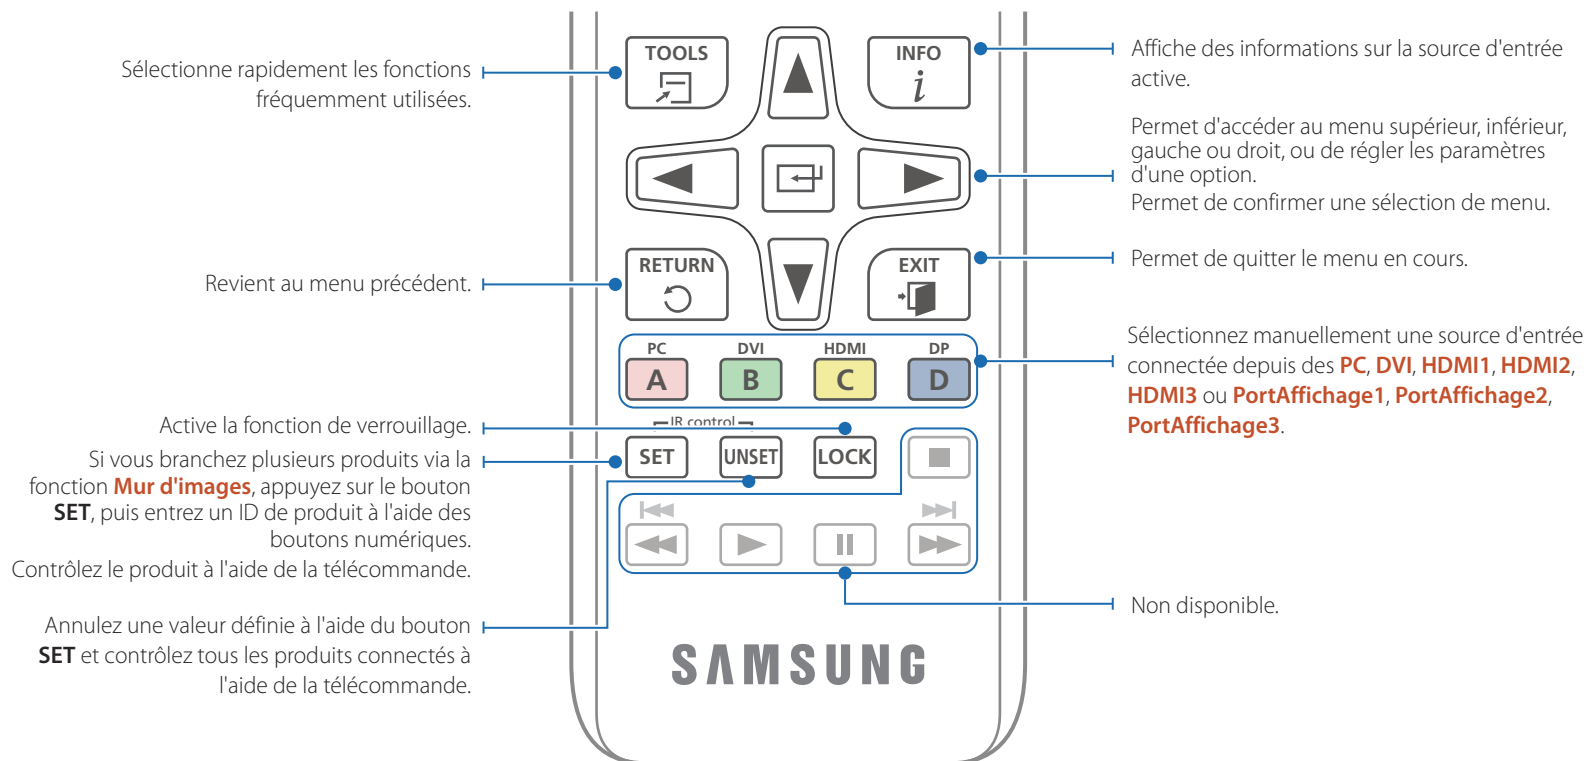 Sélectionne rapidement les fonctions
fréquemment utilisées.
TOOLS
INFO
i
Affiche des informations sur la source d'entrée
active.
Permet d'accéder au menu supérieur, inférieur,
gauche ou droit, ou de régler les paramètres
d'une option.
Permet de confirmer une sélection de menu.
Revient au menu précédent.
RETURN
EXIT
Permet de quitter le menu en cours.
PC DVI HDMI DP
A B C D
Sélectionnez manuellement une source d'entrée
connectée depuis des PC, DVI, HDMI1, HDMI2,
HDMI3 ou PortAffichage1, PortAffichage2,
PortAffichage3.
Active la fonction de verrouillage.
IR control
SET UNSET LOCK
Si vous branchez plusieurs produits via la
fonction Mur d'images, appuyez sur le bouton
SET, puis entrez un ID de produit à l'aide des
boutons numériques.
Contrôlez le produit à l'aide de la télécommande.
Non disponible.
Annulez une valeur définie à l'aide du bouton
SET et contrôlez tous les produits connectés à
l'aide de la télécommande.
SAMSUNG